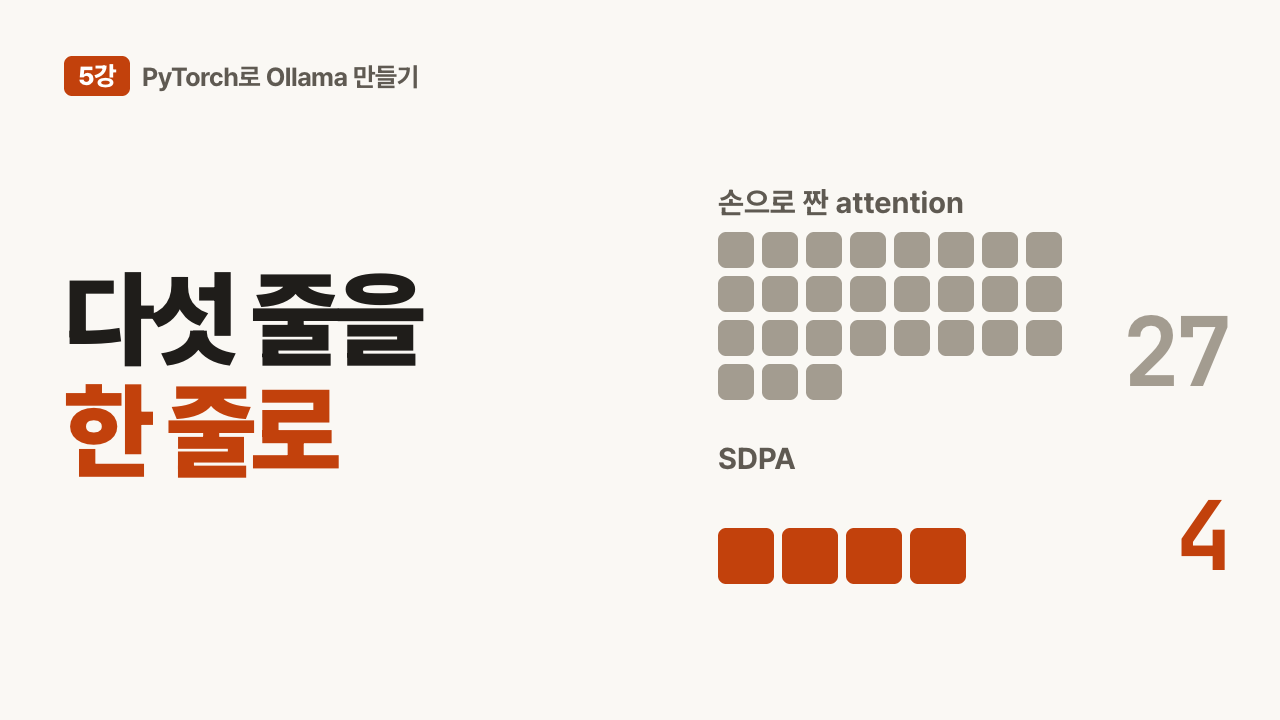 5강 PyTorch로 Ollama 만들기
다섯 줄을
한 줄로
손으로 짠 attention
27
SDPA
4